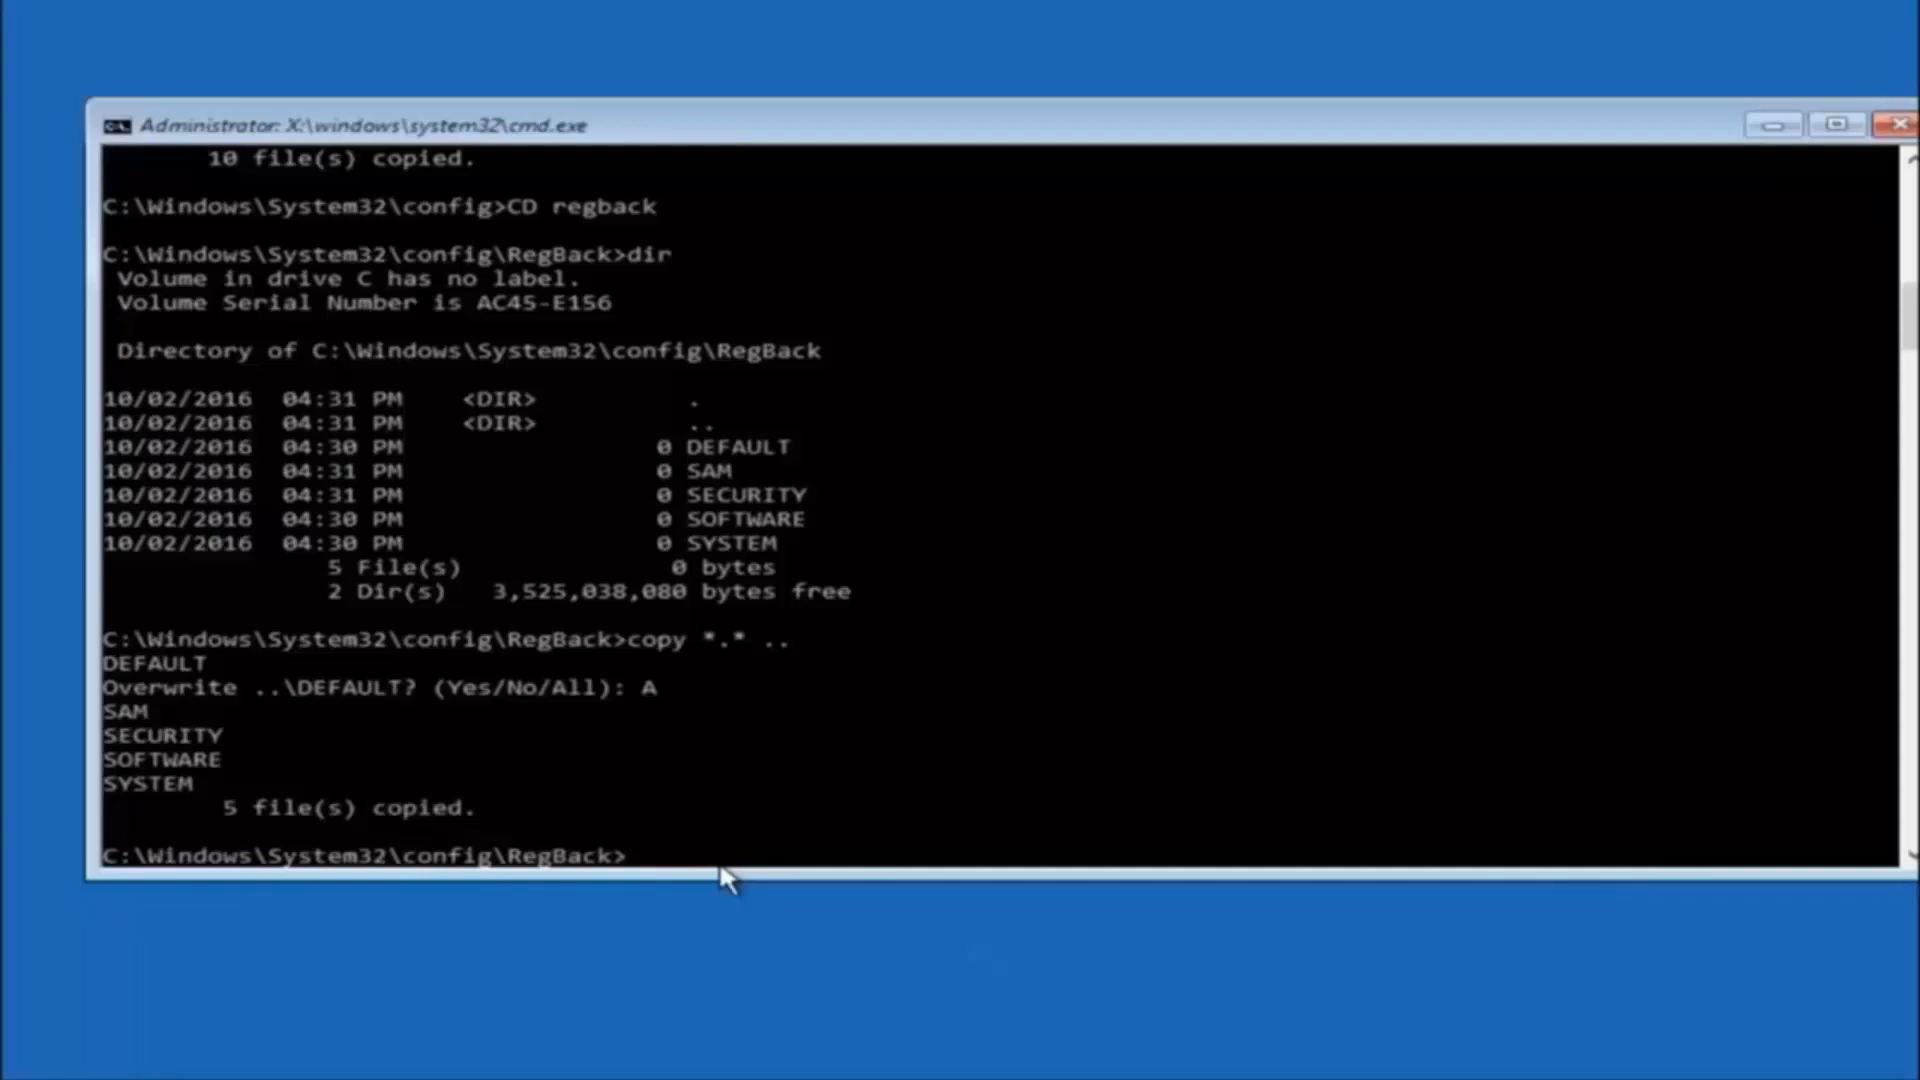 Administrator: X:\windows\system32\cmd.exe
10 file(s) copied.
C:\Windows\System32\config>CD regback
C:\Windows\System32\config\RegBack>dir
Volume in drive C has no label.
Volume Serial Number is AC45-E156
Directory of C:\Windows\System32\config\RegBack
10/02/2016 04:31 PM <DIR> .
10/02/2016 04:31 PM <DIR> ..
10/02/2016 04:30 PM 0 DEFAULT
10/02/2016 04:31 PM 0 SAM
10/02/2016 04:31 PM 0 SECURITY
10/02/2016 04:30 PM 0 SOFTWARE
10/02/2016 04:30 PM 0 SYSTEM
5 File(s) 0 bytes
2 Dir(s) 3,525,038,080 bytes free
C:\Windows\System32\config\RegBack>copy *.* ..
DEFAULT
Overwrite ..\DEFAULT? (Yes/No/All): A
SAM
SECURITY
SOFTWARE
SYSTEM
5 file(s) copied.
C:\Windows\System32\config\RegBack>